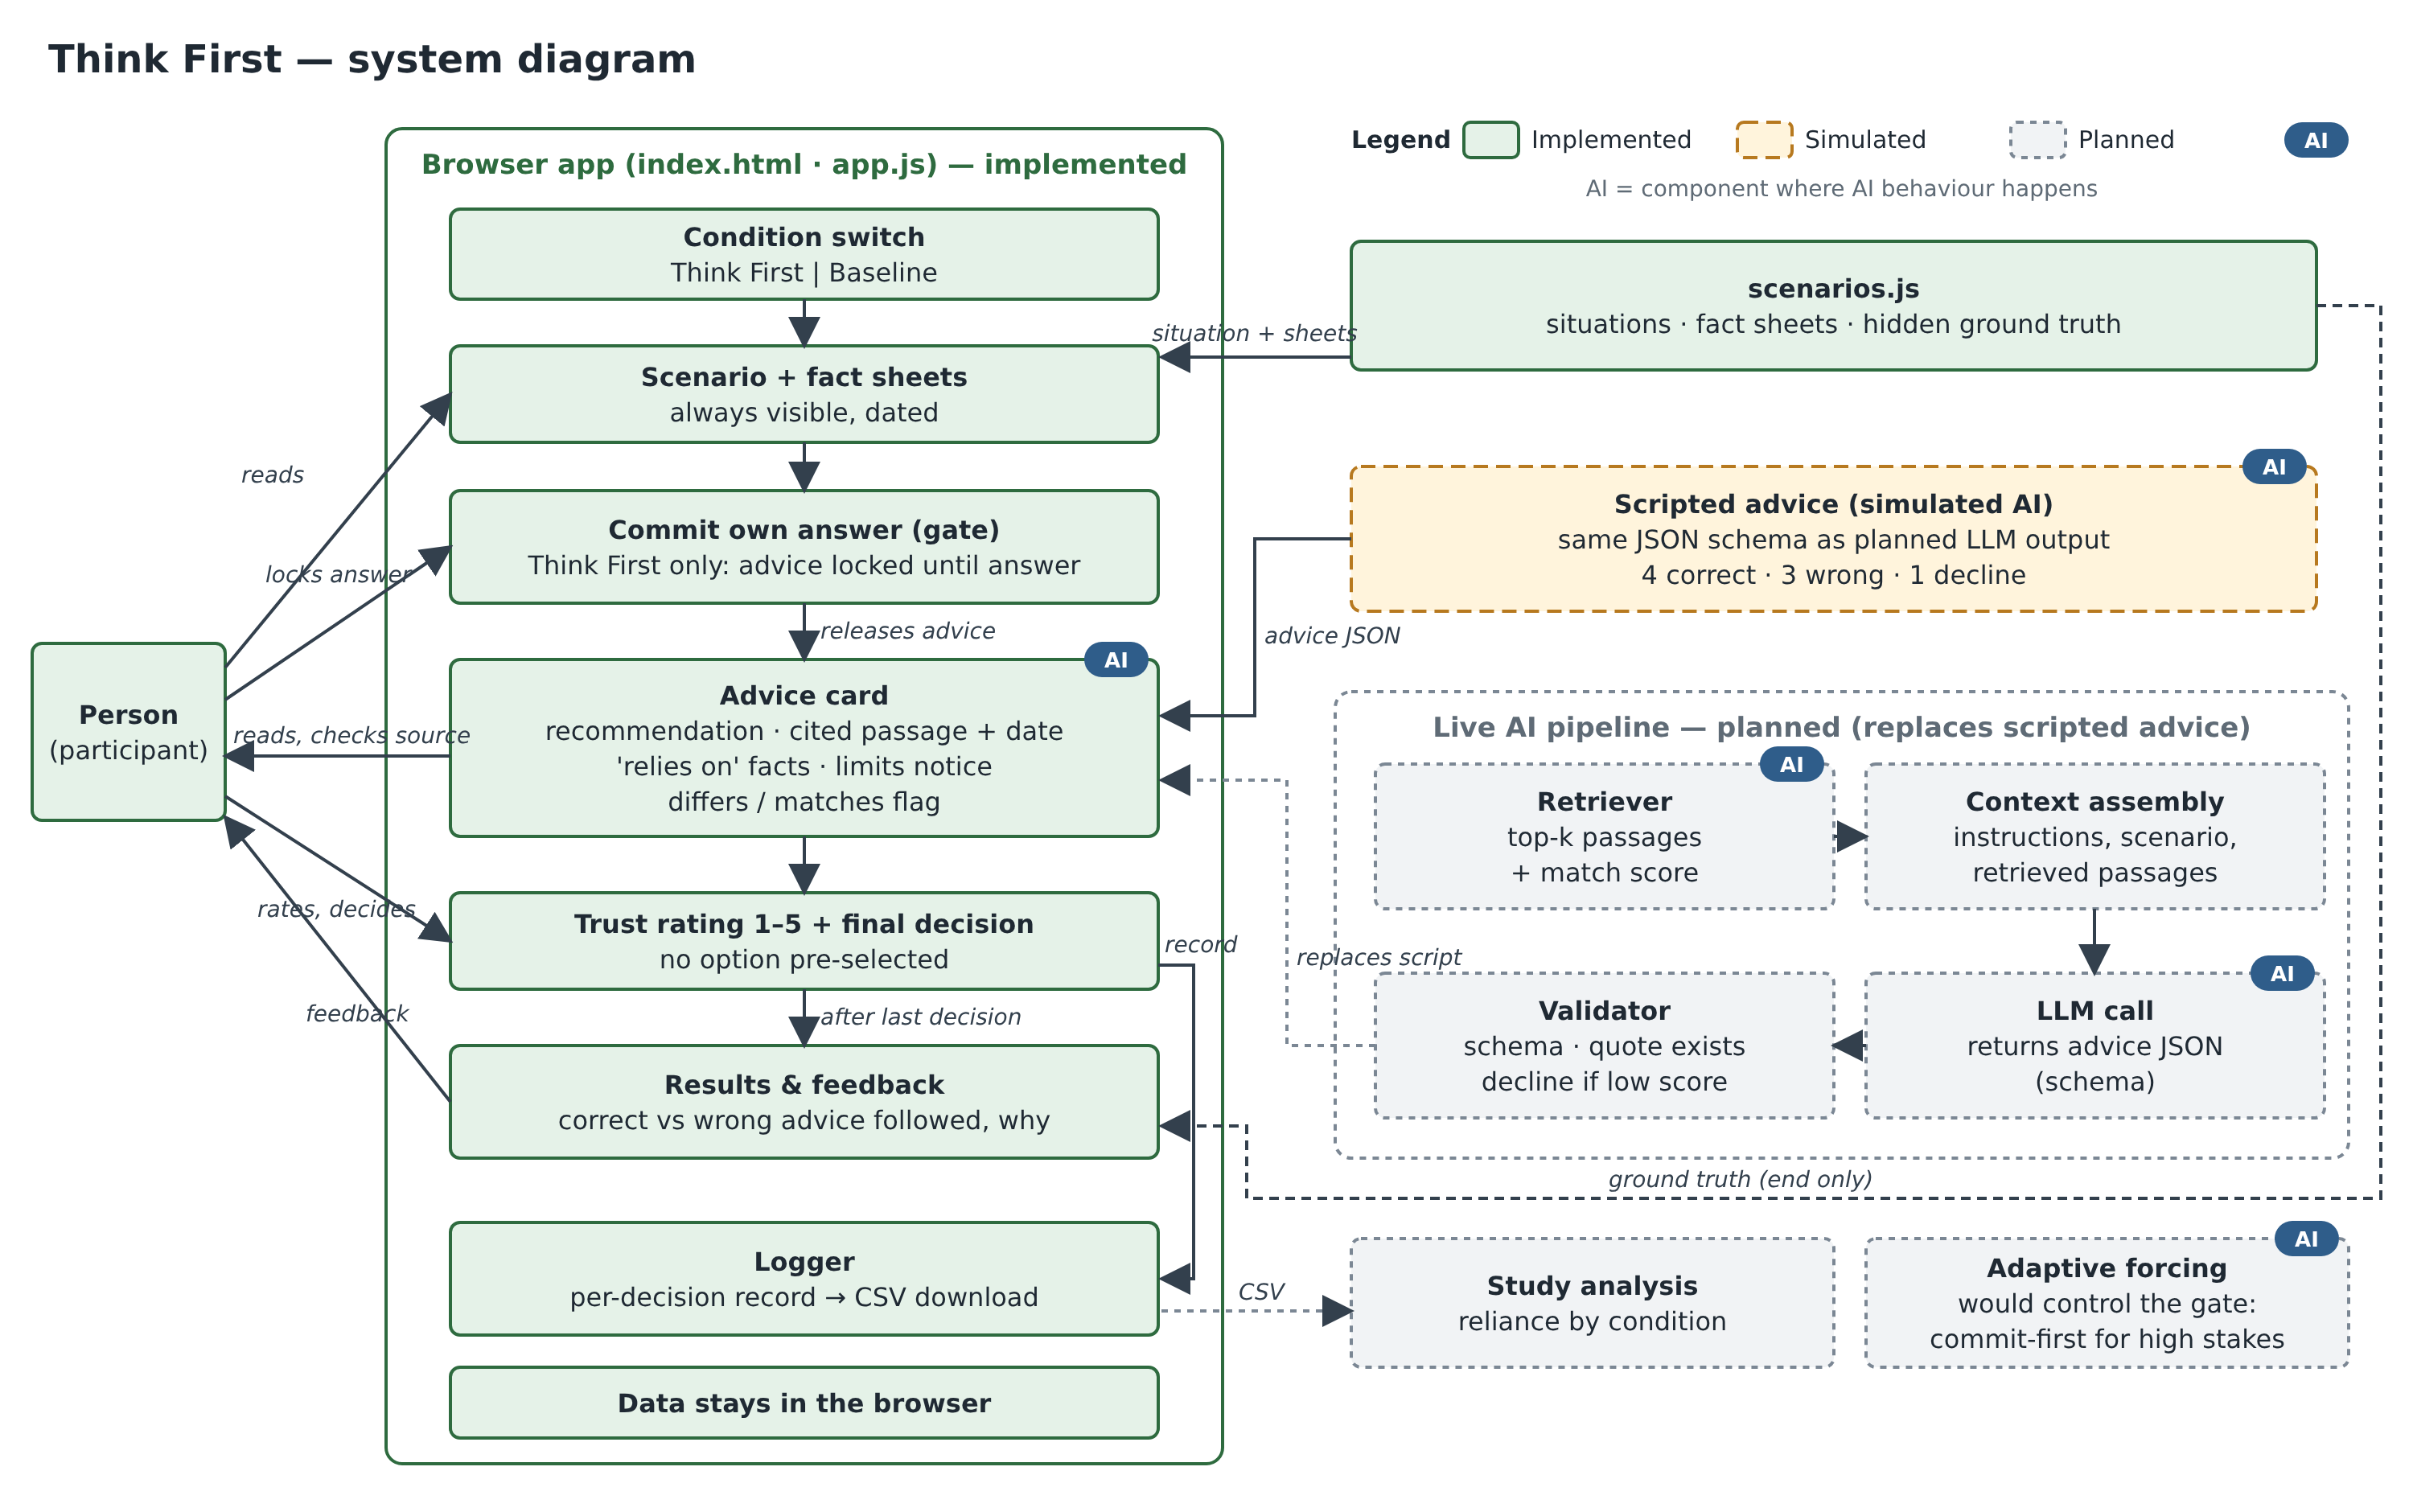 Think First — system diagram
Legend
Implemented
Simulated
Planned
AI
AI = component where AI behaviour happens
Browser app (index.html · app.js) — implemented
Condition switch
Think First | Baseline
situation + sheets
scenarios.js
situations · fact sheets · hidden ground truth
Scenario + fact sheets
always visible, dated
reads
Commit own answer (gate)
Think First only: advice locked until answer
locks answer
releases advice
AI
Scripted advice (simulated AI)
same JSON schema as planned LLM output
4 correct · 3 wrong · 1 decline
advice JSON
Person
(participant)
reads, checks source
AI
Advice card
recommendation · cited passage + date
'relies on' facts · limits notice
differs / matches flag
Live AI pipeline — planned (replaces scripted advice)
AI
Retriever
top-k passages
+ match score
Context assembly
instructions, scenario,
retrieved passages
rates, decides
Trust rating 1–5 + final decision
no option pre-selected
record
replaces script
Validator
schema · quote exists
decline if low score
AI
LLM call
returns advice JSON
(schema)
feedback
after last decision
Results & feedback
correct vs wrong advice followed, why
ground truth (end only)
Logger
per-decision record → CSV download
CSV
Study analysis
reliance by condition
AI
Adaptive forcing
would control the gate:
commit-first for high stakes
Data stays in the browser